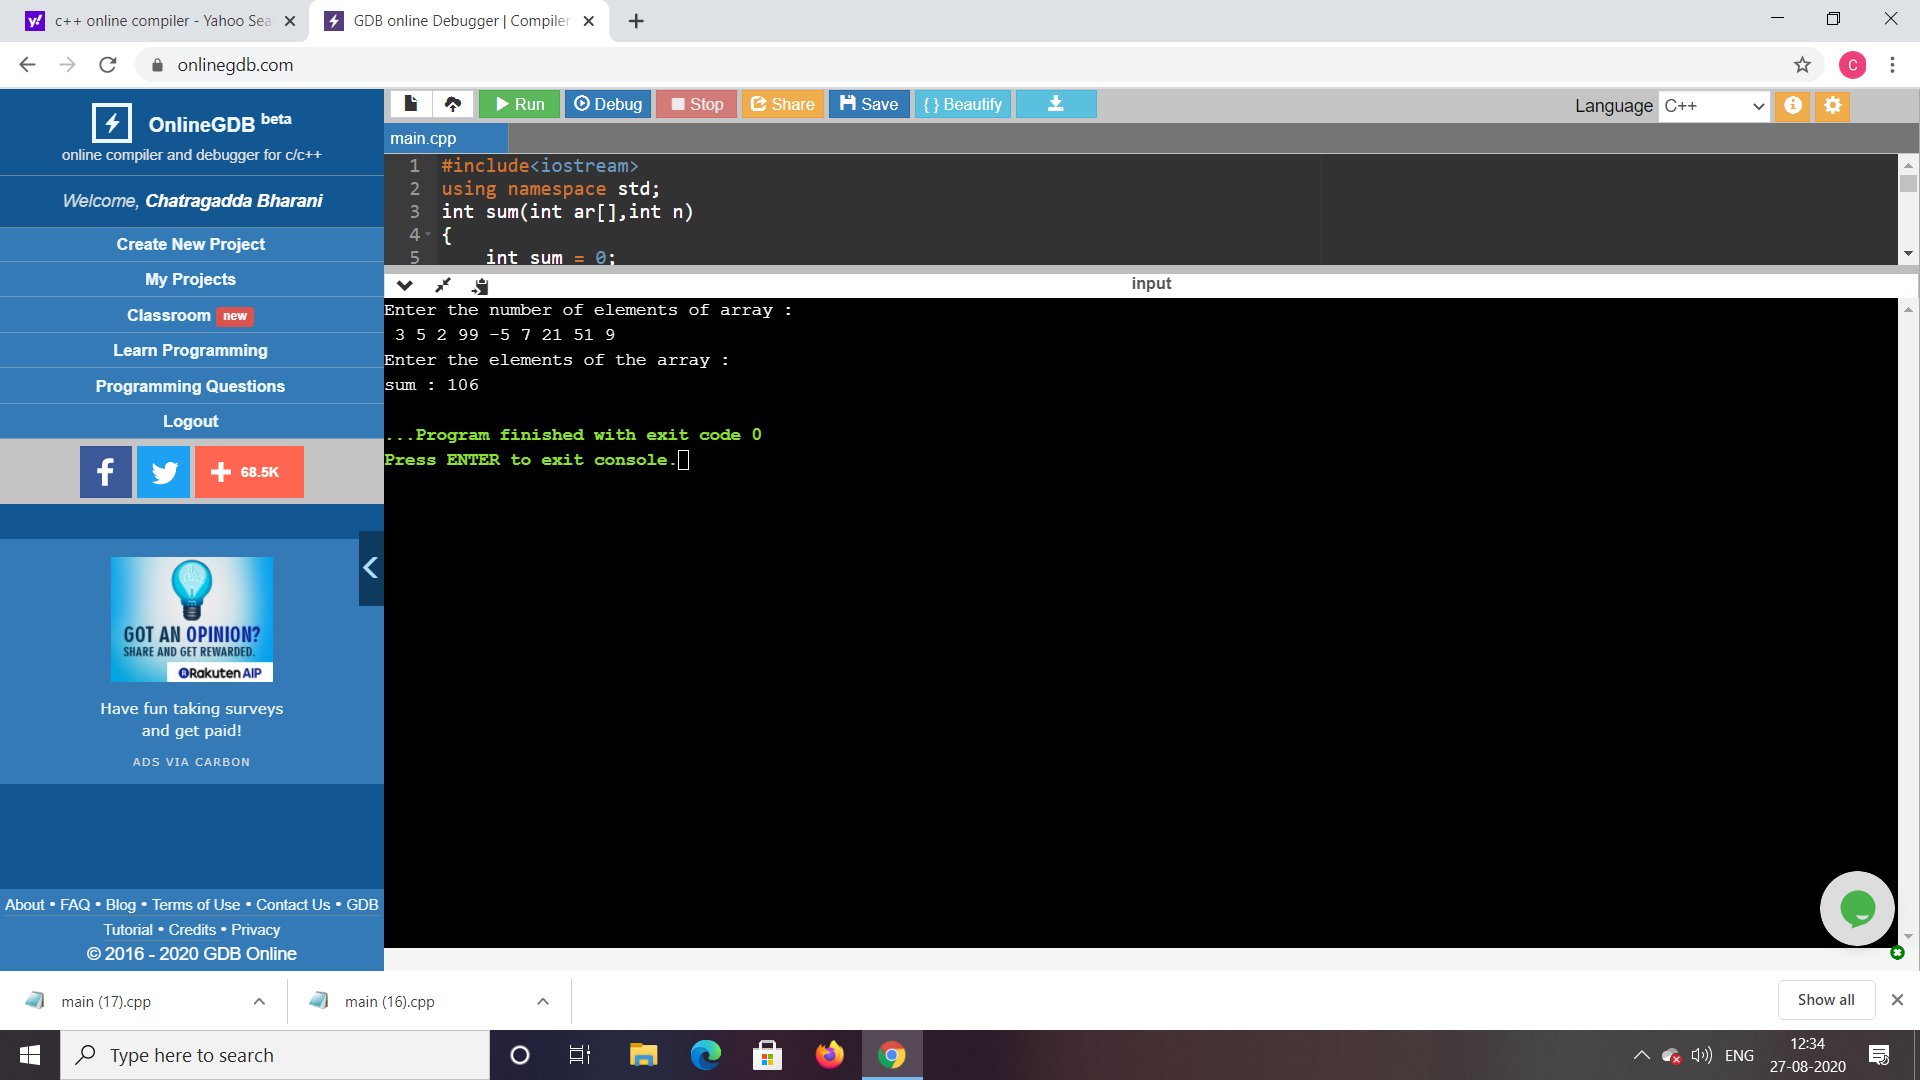 c++ online compiler - Yahoo Sea
GDB online Debugger | Compiler
onlinegdb.com
C
OnlineGDB beta
online compiler and debugger for c/c++
Welcome, Chatragadda Bharani
Create New Project
My Projects
Classroom new
Learn Programming
Programming Questions
Logout
68.5K
GOT AN OPINION?
SHARE AND GET REWARDED.
Rakuten AIP
Have fun taking surveys
and get paid!
ADS VIA CARBON
About • FAQ • Blog • Terms of Use • Contact Us • GDB
Tutorial • Credits • Privacy
© 2016 - 2020 GDB Online
Run Debug Stop Share Save { } Beautify
Language C++
main.cpp
1 #include<iostream>
2 using namespace std;
3 int sum(int ar[],int n)
4 {
5 int sum = 0;
input
Enter the number of elements of array :
3 5 2 99 -5 7 21 51 9
Enter the elements of the array :
sum : 106
...Program finished with exit code 0
Press ENTER to exit console.
main (17).cpp
main (16).cpp
Show all
Type here to search
ENG
12:34
27-08-2020